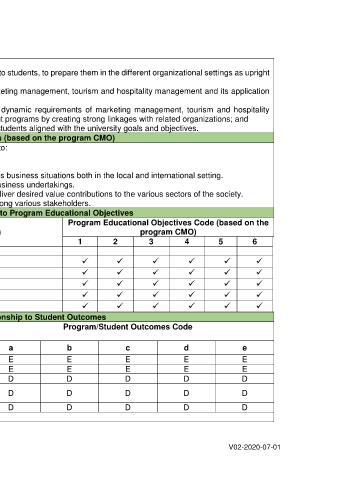 to students, to prepare them in the different organizational settings as upright
eting management, tourism and hospitality management and its application
dynamic requirements of marketing management, tourism and hospitality
t programs by creating strong linkages with related organizations; and
tudents aligned with the university goals and objectives.
s (based on the program CMO)
to:
s business situations both in the local and international setting.
usiness undertakings.
liver desired value contributions to the various sectors of the society.
ong various stakeholders.
to Program Educational Objectives
Program Educational Objectives Code (based on the
program CMO)
1 2 3 4 5 6
✓ ✓ ✓ ✓ ✓ ✓
✓ ✓ ✓ ✓ ✓ ✓
✓ ✓ ✓ ✓ ✓ ✓
✓ ✓ ✓ ✓ ✓ ✓
✓ ✓ ✓ ✓ ✓ ✓
onship to Student Outcomes
Program/Student Outcomes Code
a b c d e
E E E E E
E E E E E
D D D D D
D D D D D
D D D D D
V02-2020-07-01